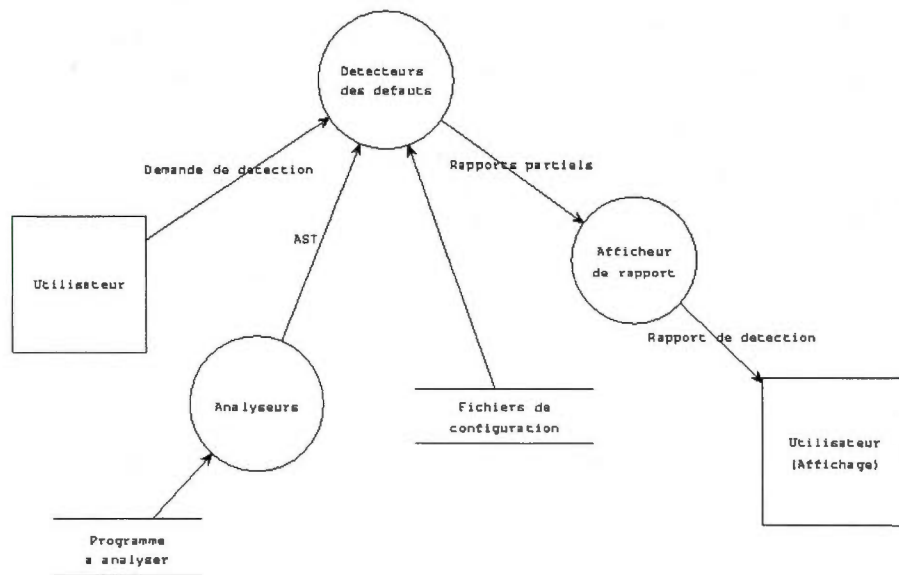 Detecteurs
des defauts
Demande de detection
Rapports partiels
AST
Afficheur
de rapport
Utilisateur
Rapport de detection
Analyseurs
Fichiers de
configuration
Utilisateur
(Affichage)
Programme
a analyser